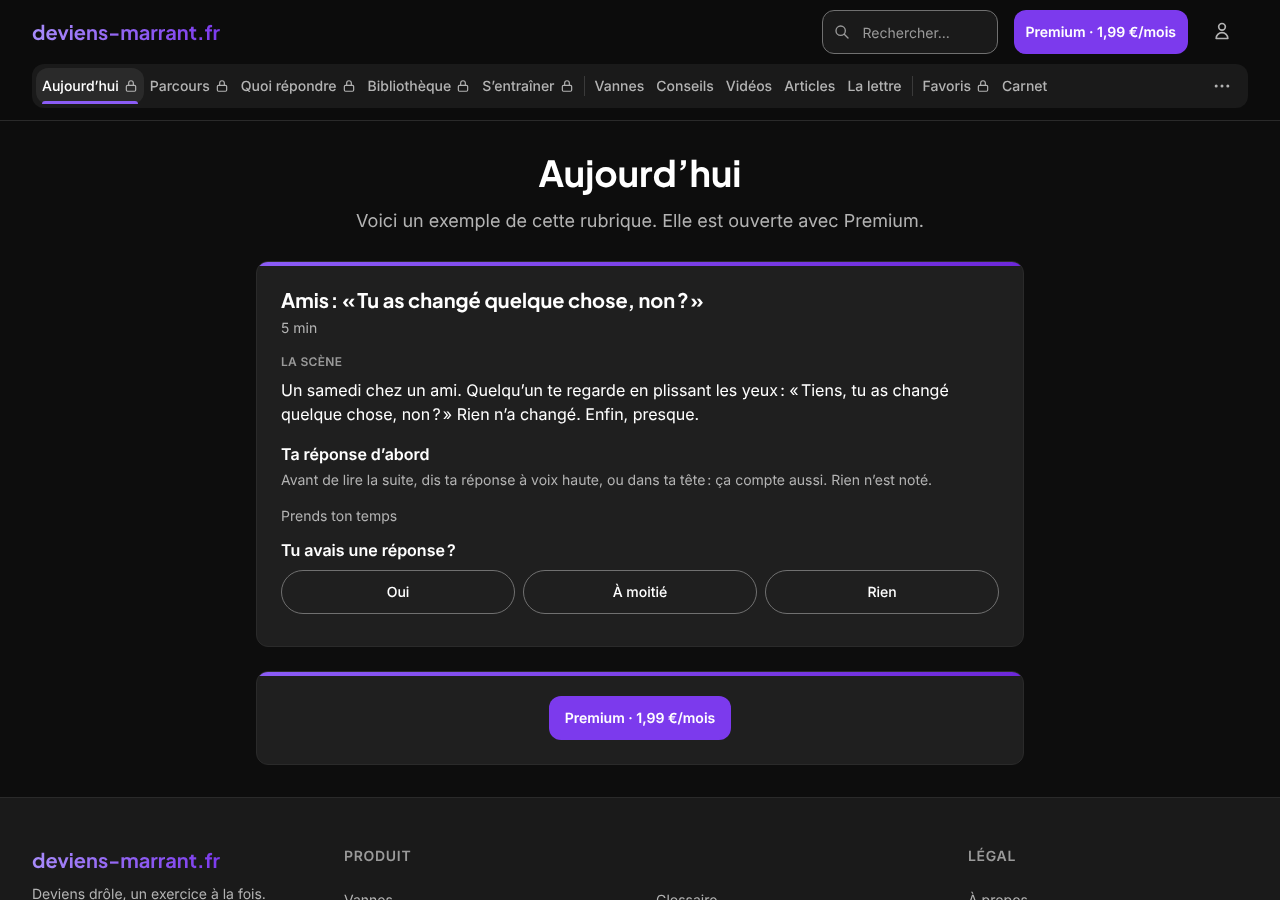 deviens-marrant.fr
Rechercher...
Premium · 1,99 €/mois
Aujourd’hui Parcours Quoi répondre Bibliothèque S’entraîner Vannes Conseils Vidéos Articles La lettre Favoris Carnet
Aujourd’hui
Voici un exemple de cette rubrique. Elle est ouverte avec Premium.
Amis : « Tu as changé quelque chose, non ? »
5 min
LA SCÈNE
Un samedi chez un ami. Quelqu’un te regarde en plissant les yeux : « Tiens, tu as changé
quelque chose, non ? » Rien n’a changé. Enfin, presque.
Ta réponse d’abord
Avant de lire la suite, dis ta réponse à voix haute, ou dans ta tête : ça compte aussi. Rien n’est noté.
Prends ton temps
Tu avais une réponse ?
Oui
À moitié
Rien
Premium · 1,99 €/mois
deviens-marrant.fr
Deviens drôle, un exercice à la fois.
PRODUIT
Vannes
Glossaire
LÉGAL
À propos